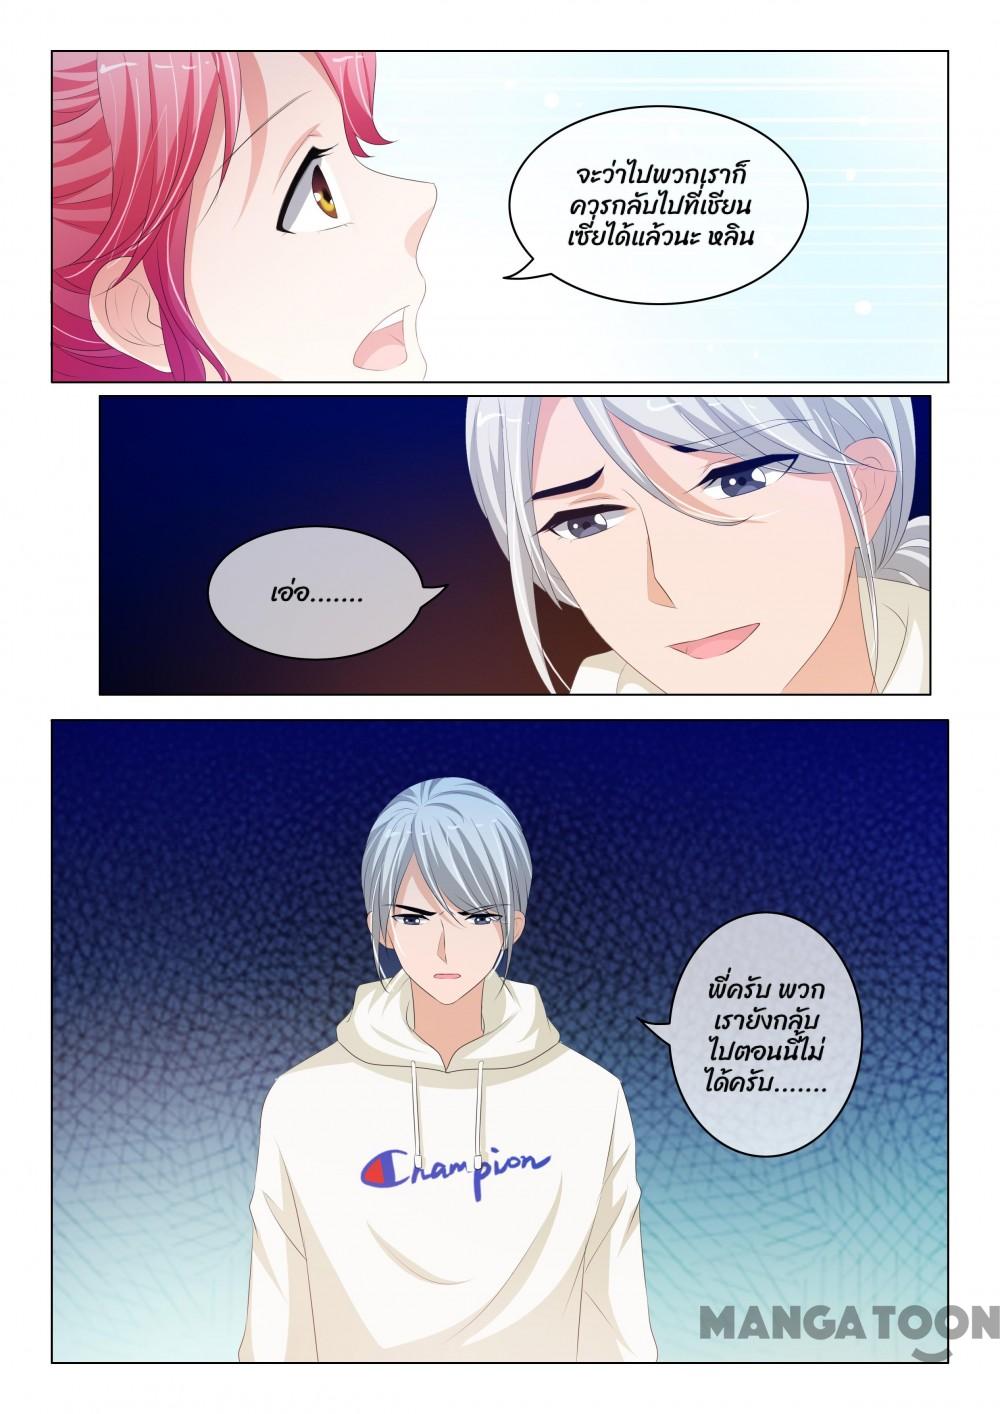 จะว่าไปพวกเราก็
ควรกลับไปที่เชียน
เซี่ยได้แล้วนะ หลิน
เอ่อ.......
พี่ครับ พวก
เรายังกลับ
ไปตอนนี้ไม่
ได้ครับ.......
Champion
MANGATOON